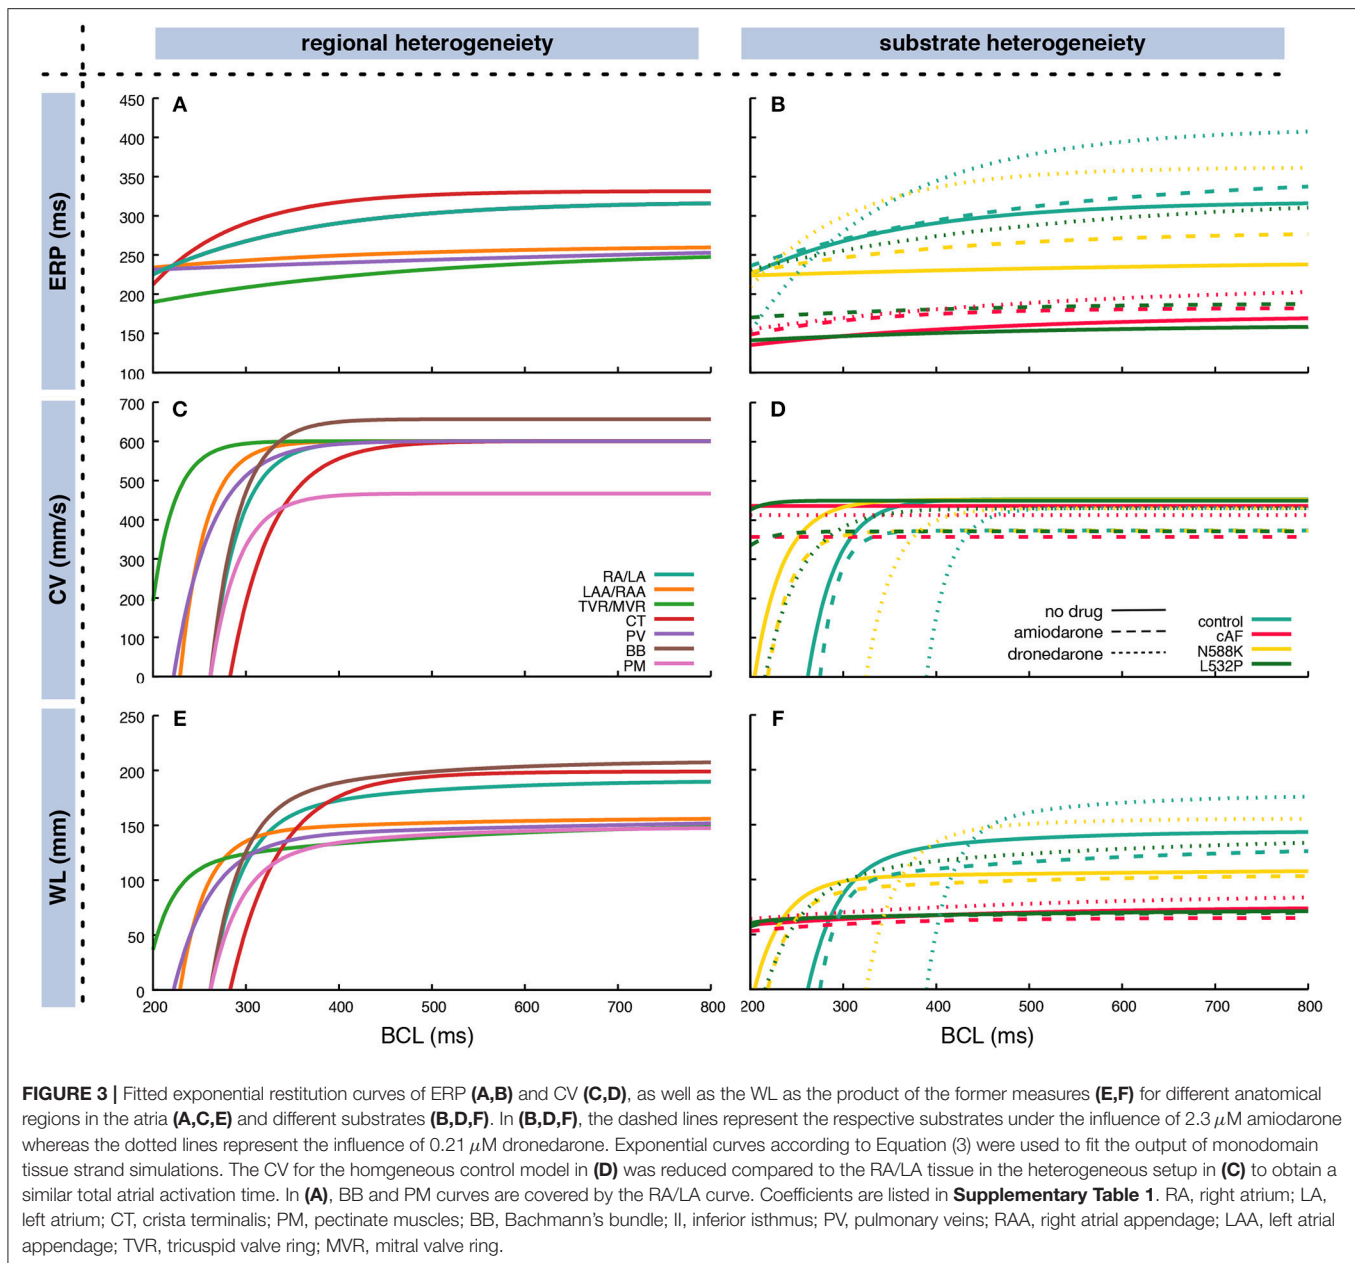 regional heterogeneiety
substrate heterogeneiety
ERP (ms)
A
450
400
350
300
250
200
150
100
B
CV (mm/s)
C
700
600
500
400
300
200
100
0
RA/LA
LAA/RAA
TVR/MVR
CT
PV
BB
PM
D
no drug
amiodarone
dronedarone
control
cAF
N588K
L532P
WL (mm)
E
250
200
150
100
50
0
F
200 300 400 500 600 700 800
BCL (ms)
200 300 400 500 600 700 800
BCL (ms)
FIGURE 3 | Fitted exponential restitution curves of ERP (A,B) and CV (C,D), as well as the WL as the product of the former measures (E,F) for different anatomical
regions in the atria (A,C,E) and different substrates (B,D,F). In (B,D,F), the dashed lines represent the respective substrates under the influence of 2.3 μM amiodarone
whereas the dotted lines represent the influence of 0.21 μM dronedarone. Exponential curves according to Equation (3) were used to fit the output of monodomain
tissue strand simulations. The CV for the homgeneous control model in (D) was reduced compared to the RA/LA tissue in the heterogeneous setup in (C) to obtain a
similar total atrial activation time. In (A), BB and PM curves are covered by the RA/LA curve. Coefficients are listed in Supplementary Table 1. RA, right atrium; LA,
left atrium; CT, crista terminalis; PM, pectinate muscles; BB, Bachmann's bundle; II, inferior isthmus; PV, pulmonary veins; RAA, right atrial appendage; LAA, left atrial
appendage; TVR, tricuspid valve ring; MVR, mitral valve ring.